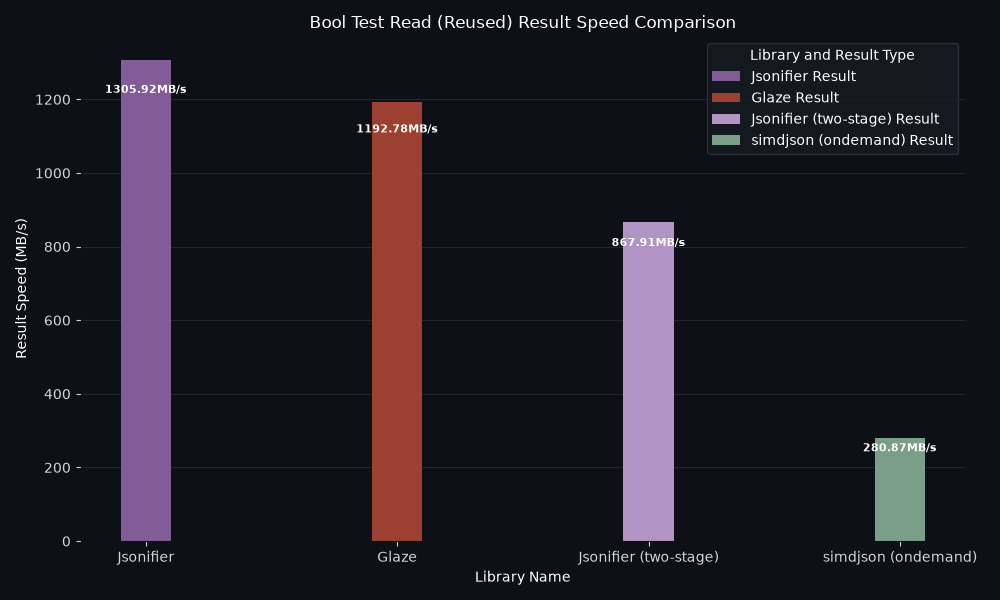 Bool Test Read (Reused) Result Speed Comparison
Library and Result Type
Jsonifier Result
Glaze Result
Jsonifier (two-stage) Result
simdjson (ondemand) Result
Result Speed (MB/s)
1200
1000
800
600
400
200
0
1305.92MB/s
1192.78MB/s
867.91MB/s
280.87MB/s
Jsonifier
Glaze
Jsonifier (two-stage)
simdjson (ondemand)
Library Name